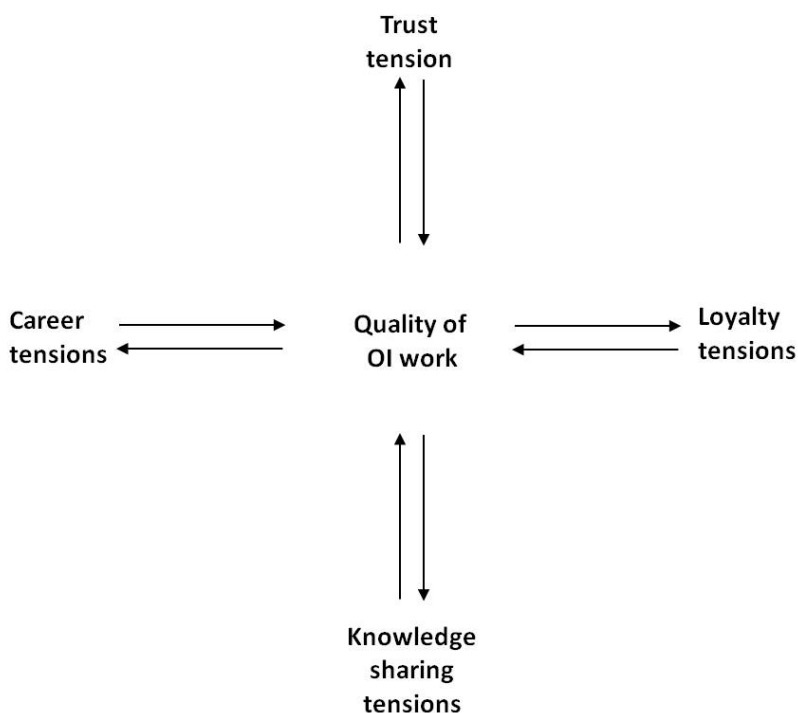 Trust
tension
Career
tensions
Quality of
OI work
Loyalty
tensions
Knowledge
sharing
tensions